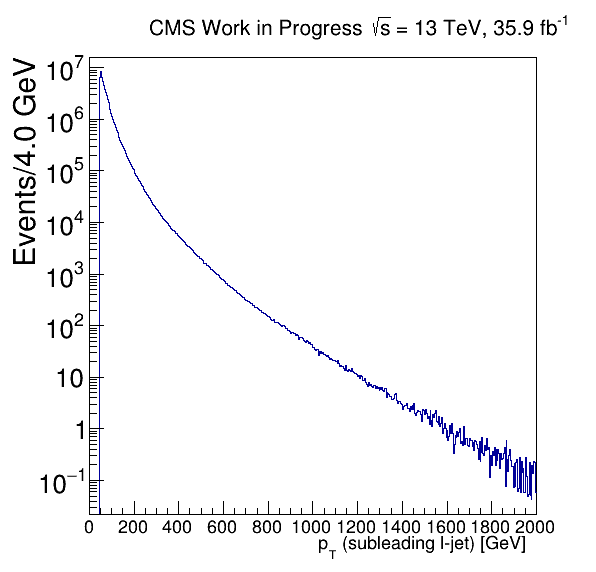 CMS Work in Progress √s = 13 TeV, 35.9 fb⁻¹
Events/4.0 GeV
10⁷
10⁶
10⁵
10⁴
10³
10²
10
1
10⁻¹
0 200 400 600 800 1000 1200 1400 1600 1800 2000
p_T (subleading l-jet) [GeV]